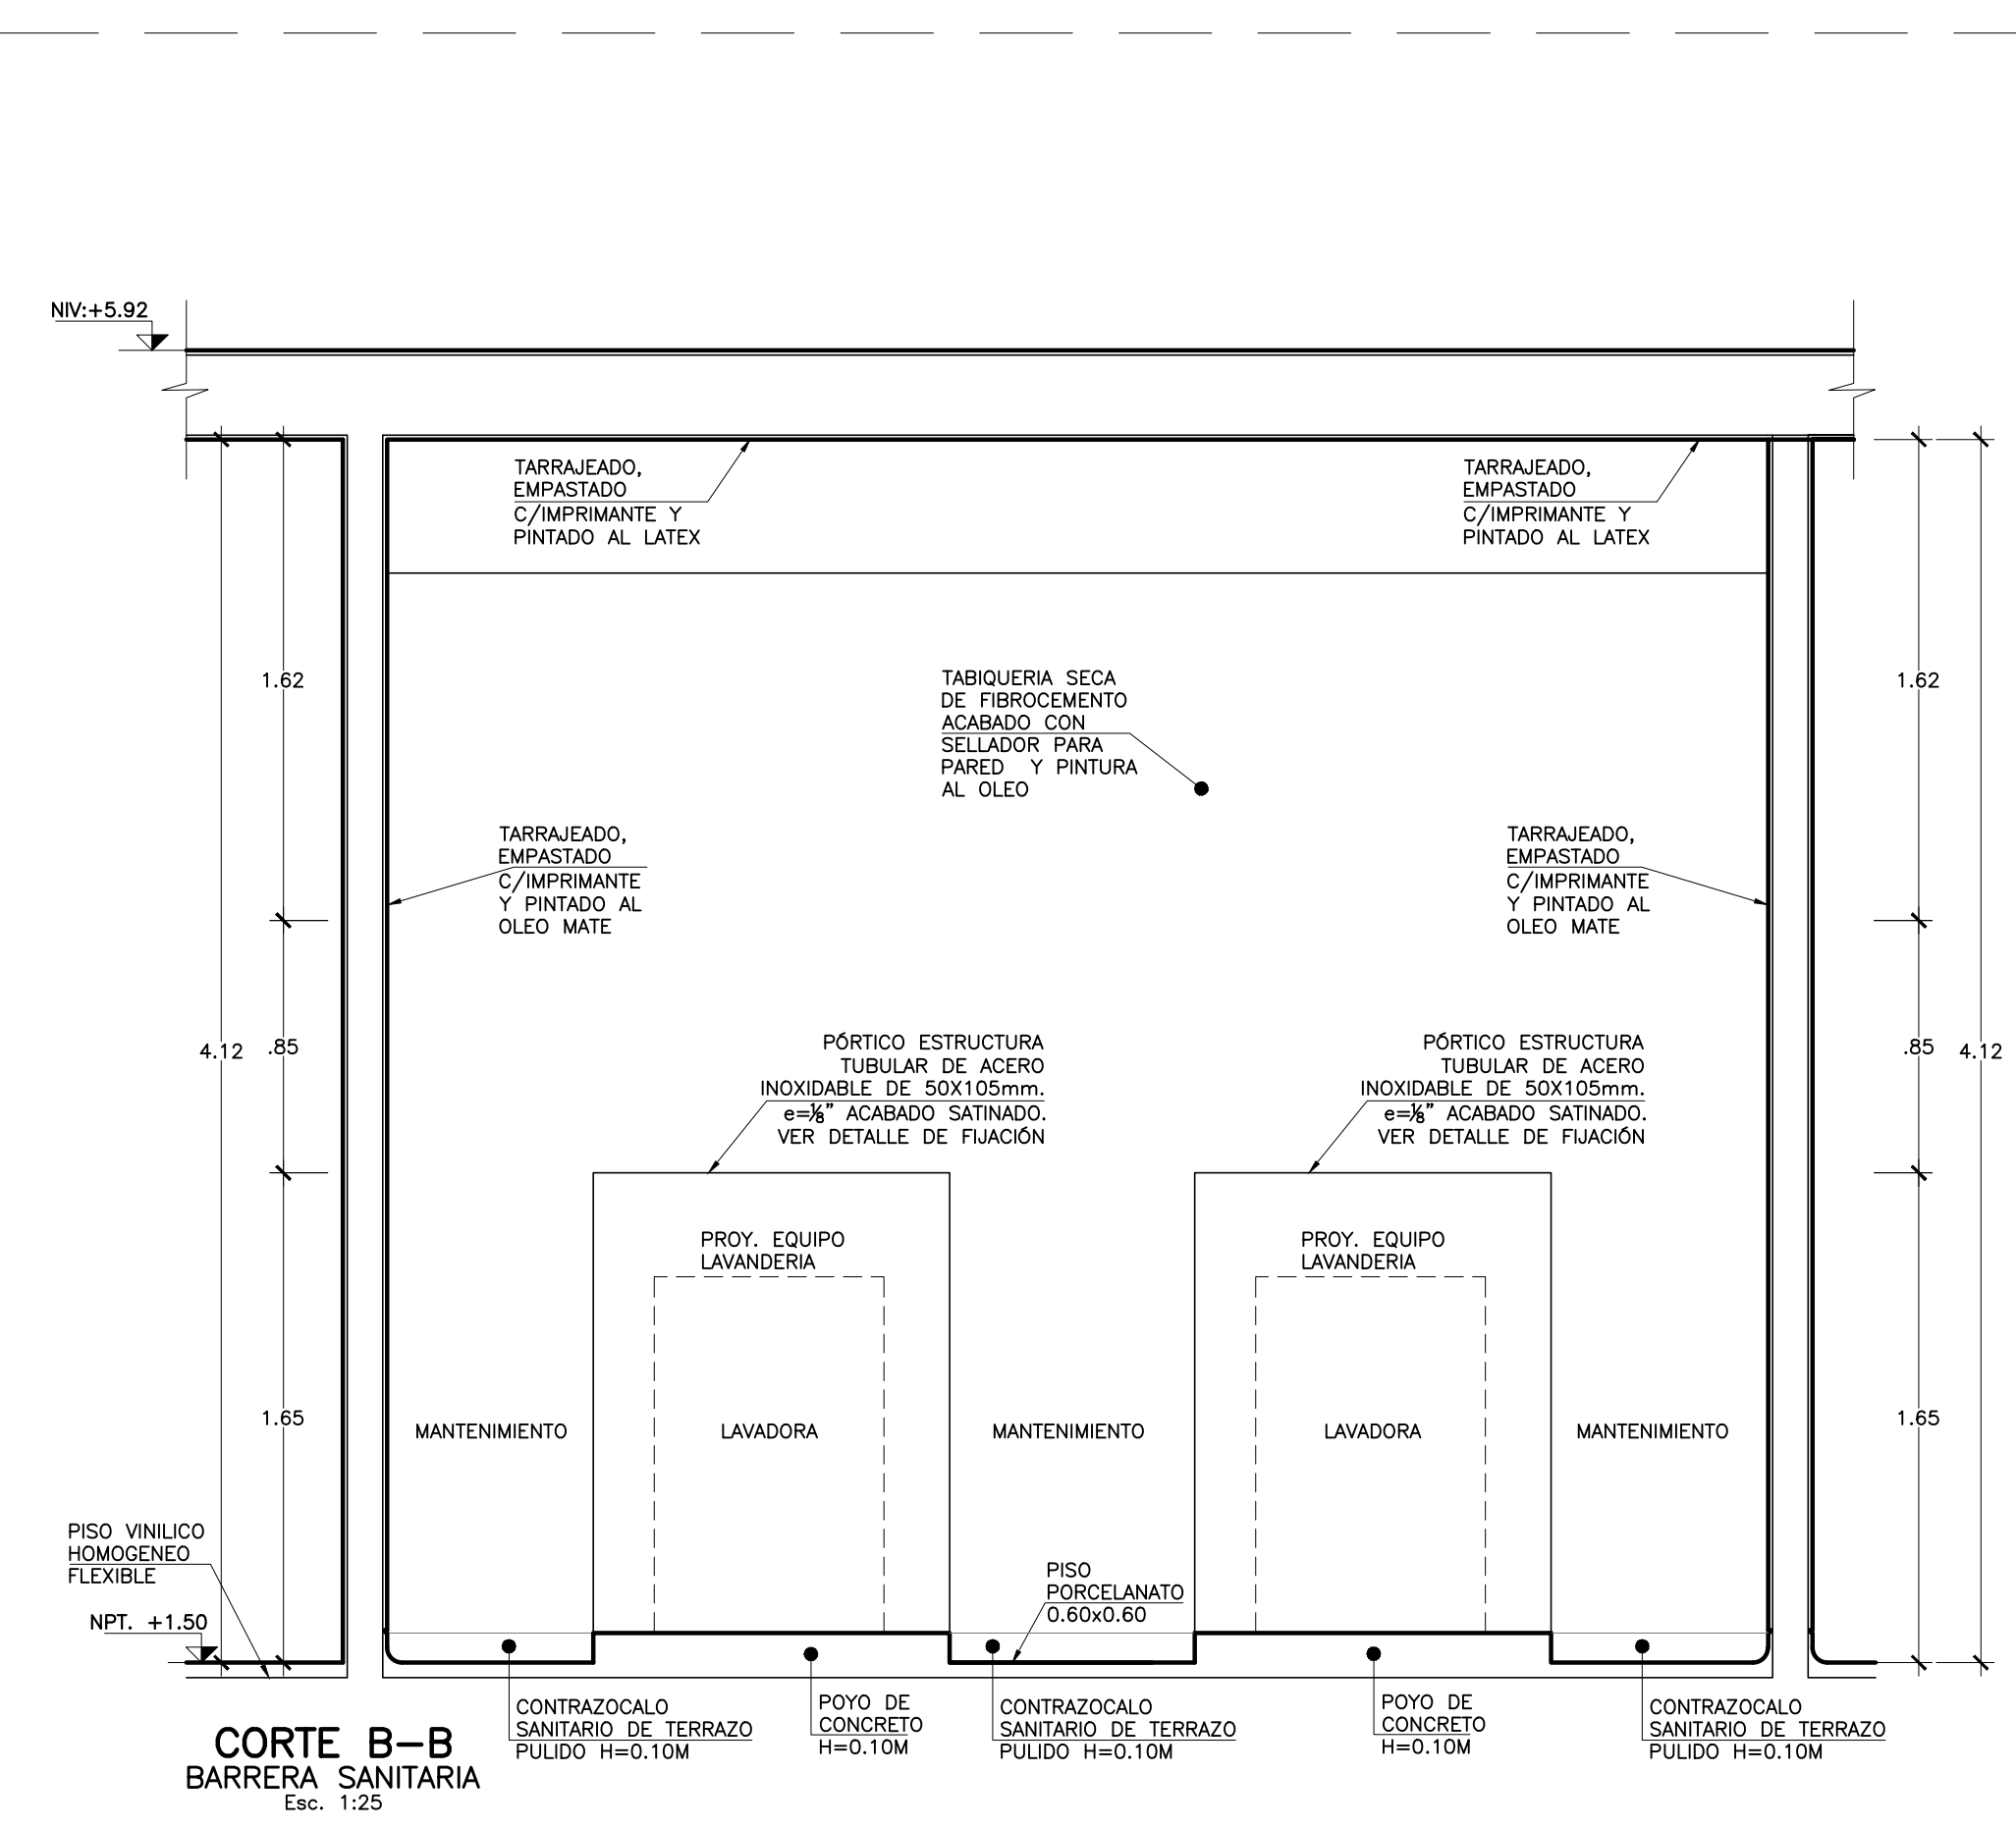 NIV:+5.92
TARRAJEADO,
EMPASTADO
C/IMPRIMANTE Y
PINTADO AL LATEX
TARRAJEADO,
EMPASTADO
C/IMPRIMANTE Y
PINTADO AL LATEX
1.62
TABIQUERIA SECA
DE FIBROCEMENTO
ACABADO CON
SELLADOR PARA
PARED Y PINTURA
AL OLEO
1.62
TARRAJEADO,
EMPASTADO
C/IMPRIMANTE
Y PINTADO AL
OLEO MATE
TARRAJEADO,
EMPASTADO
C/IMPRIMANTE
Y PINTADO AL
OLEO MATE
4.12
.85
PÓRTICO ESTRUCTURA
TUBULAR DE ACERO
INOXIDABLE DE 50X105mm.
e=⅛" ACABADO SATINADO.
VER DETALLE DE FIJACIÓN
PÓRTICO ESTRUCTURA
TUBULAR DE ACERO
INOXIDABLE DE 50X105mm.
e=⅛" ACABADO SATINADO.
VER DETALLE DE FIJACIÓN
.85
4.12
PROY. EQUIPO
LAVANDERIA
PROY. EQUIPO
LAVANDERIA
1.65
MANTENIMIENTO
LAVADORA
MANTENIMIENTO
LAVADORA
MANTENIMIENTO
1.65
PISO VINILICO
HOMOGENEO
FLEXIBLE
NPT. +1.50
PISO
PORCELANATO
0.60x0.60
CONTRAZOCALO
SANITARIO DE TERRAZO
PULIDO H=0.10M
POYO DE
CONCRETO
H=0.10M
CONTRAZOCALO
SANITARIO DE TERRAZO
PULIDO H=0.10M
POYO DE
CONCRETO
H=0.10M
CONTRAZOCALO
SANITARIO DE TERRAZO
PULIDO H=0.10M
CORTE B-B
BARRERA SANITARIA
Esc. 1:25